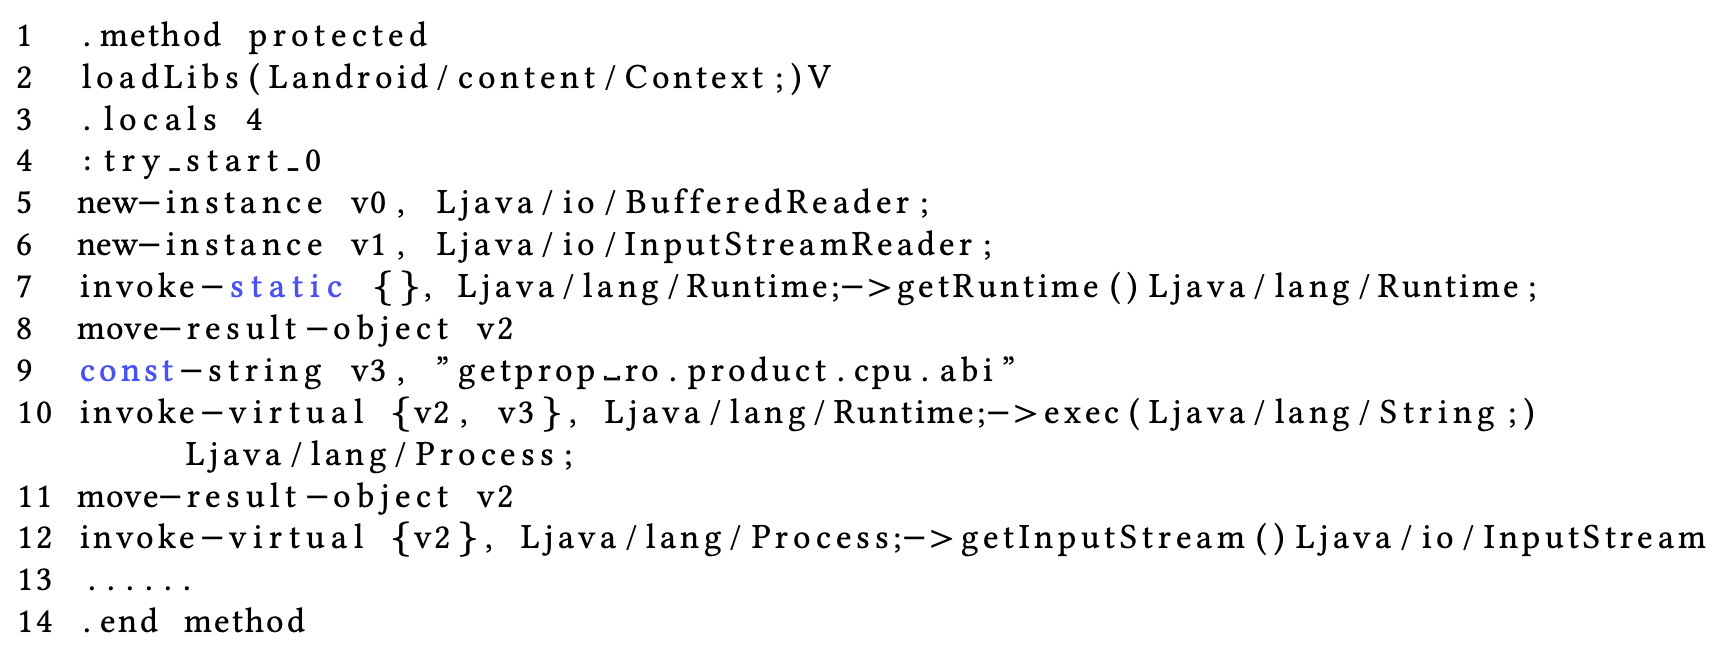 1 .method protected
2 loadLibs(Landroid/content/Context;)V
3 .locals 4
4 :try_start_0
5 new-instance v0, Ljava/io/BufferedReader;
6 new-instance v1, Ljava/io/InputStreamReader;
7 invoke-static {}, Ljava/lang/Runtime;->getRuntime()Ljava/lang/Runtime;
8 move-result-object v2
9 const-string v3, ”getprop␣ro.product.cpu.abi”
10 invoke-virtual {v2, v3}, Ljava/lang/Runtime;->exec(Ljava/lang/String;)
Ljava/lang/Process;
11 move-result-object v2
12 invoke-virtual {v2}, Ljava/lang/Process;->getInputStream()Ljava/io/InputStream
13 ......
14 .end method